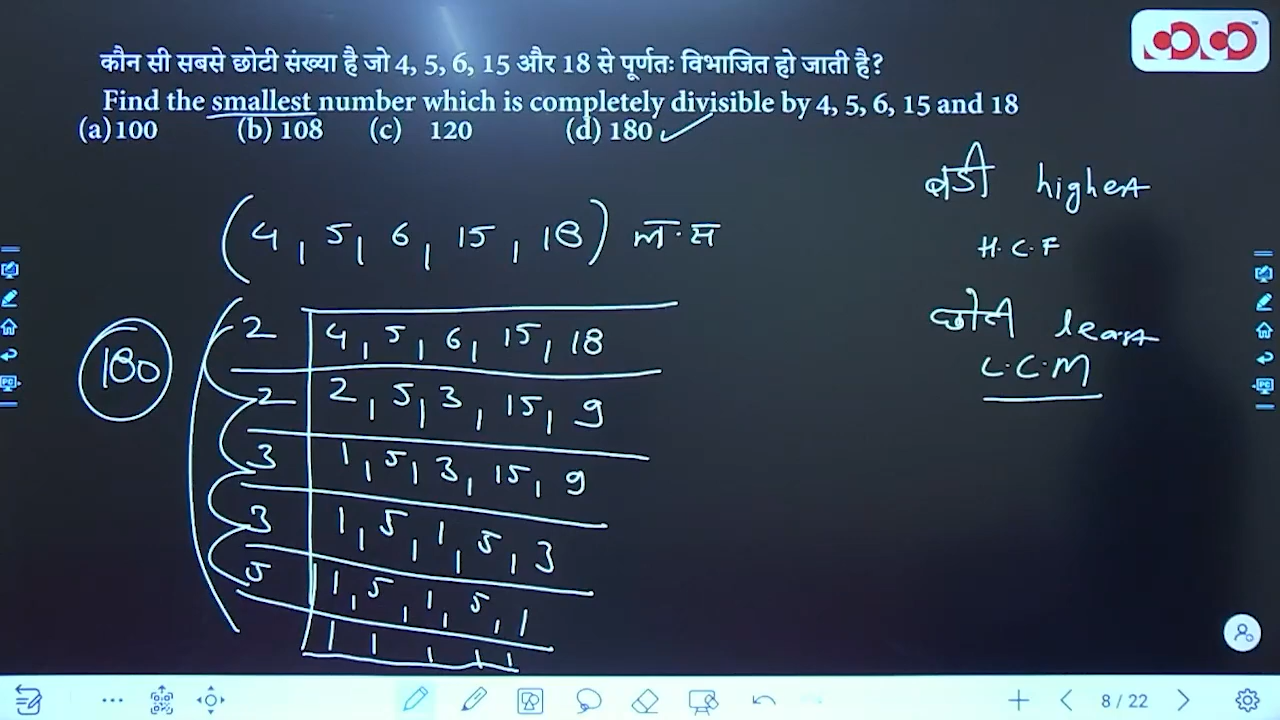 कौन सी सबसे छोटी संख्या है जो 4, 5, 6, 15 और 18 से पूर्णतः विभाजित हो जाती है?
Find the smallest number which is completely divisible by 4, 5, 6, 15 and 18
(a) 100 (b) 108 (c) 120 (d) 180
बडी highest
H.C.F
छोटी least
L.C.M
(4, 5, 6, 15, 18) ल.स
180
2 | 4, 5, 6, 15, 18
2 | 2, 5, 3, 15, 9
3 | 1, 5, 3, 15, 9
3 | 1, 5, 1, 5, 3
5 | 1, 5, 1, 5, 1
1 1 1 1 1
8 / 22